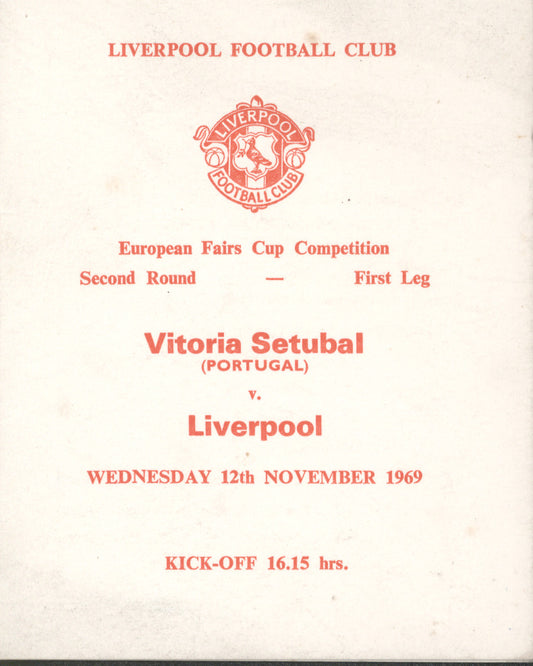 LIVERPOOL FOOTBALL CLUB
LIVERPOOL
FOOTBALL CLUB
European Fairs Cup Competition
Second Round — First Leg
Vitoria Setubal
(PORTUGAL)
v.
Liverpool
WEDNESDAY 12th NOVEMBER 1969
KICK-OFF 16.15 hrs.